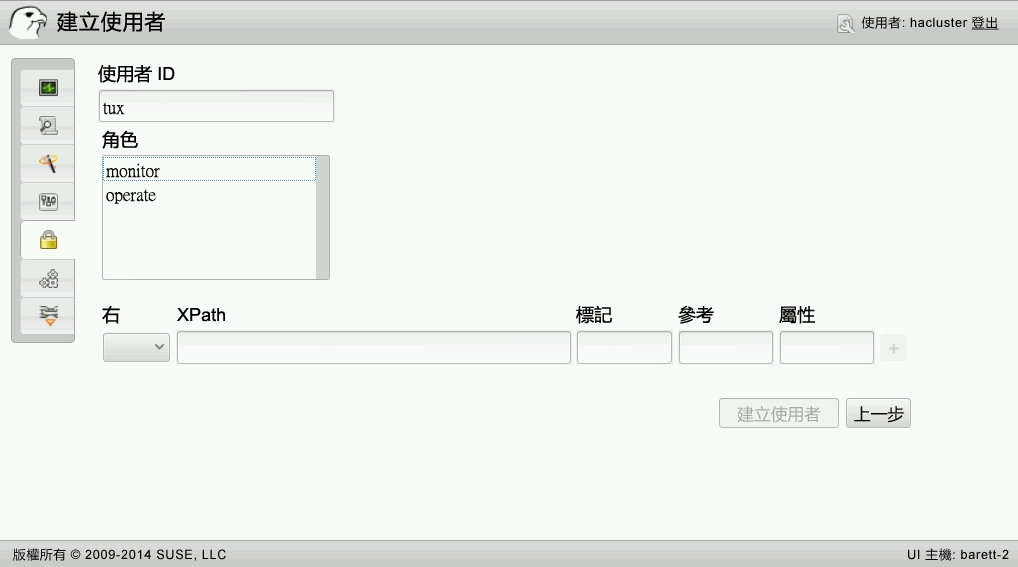 建立使用者
使用者: hacluster 登出
使用者 ID
tux
角色
monitor
operate
右 XPath 標記 參考 屬性
+
建立使用者 上一步
版權所有 © 2009-2014 SUSE, LLC
UI 主機: barett-2